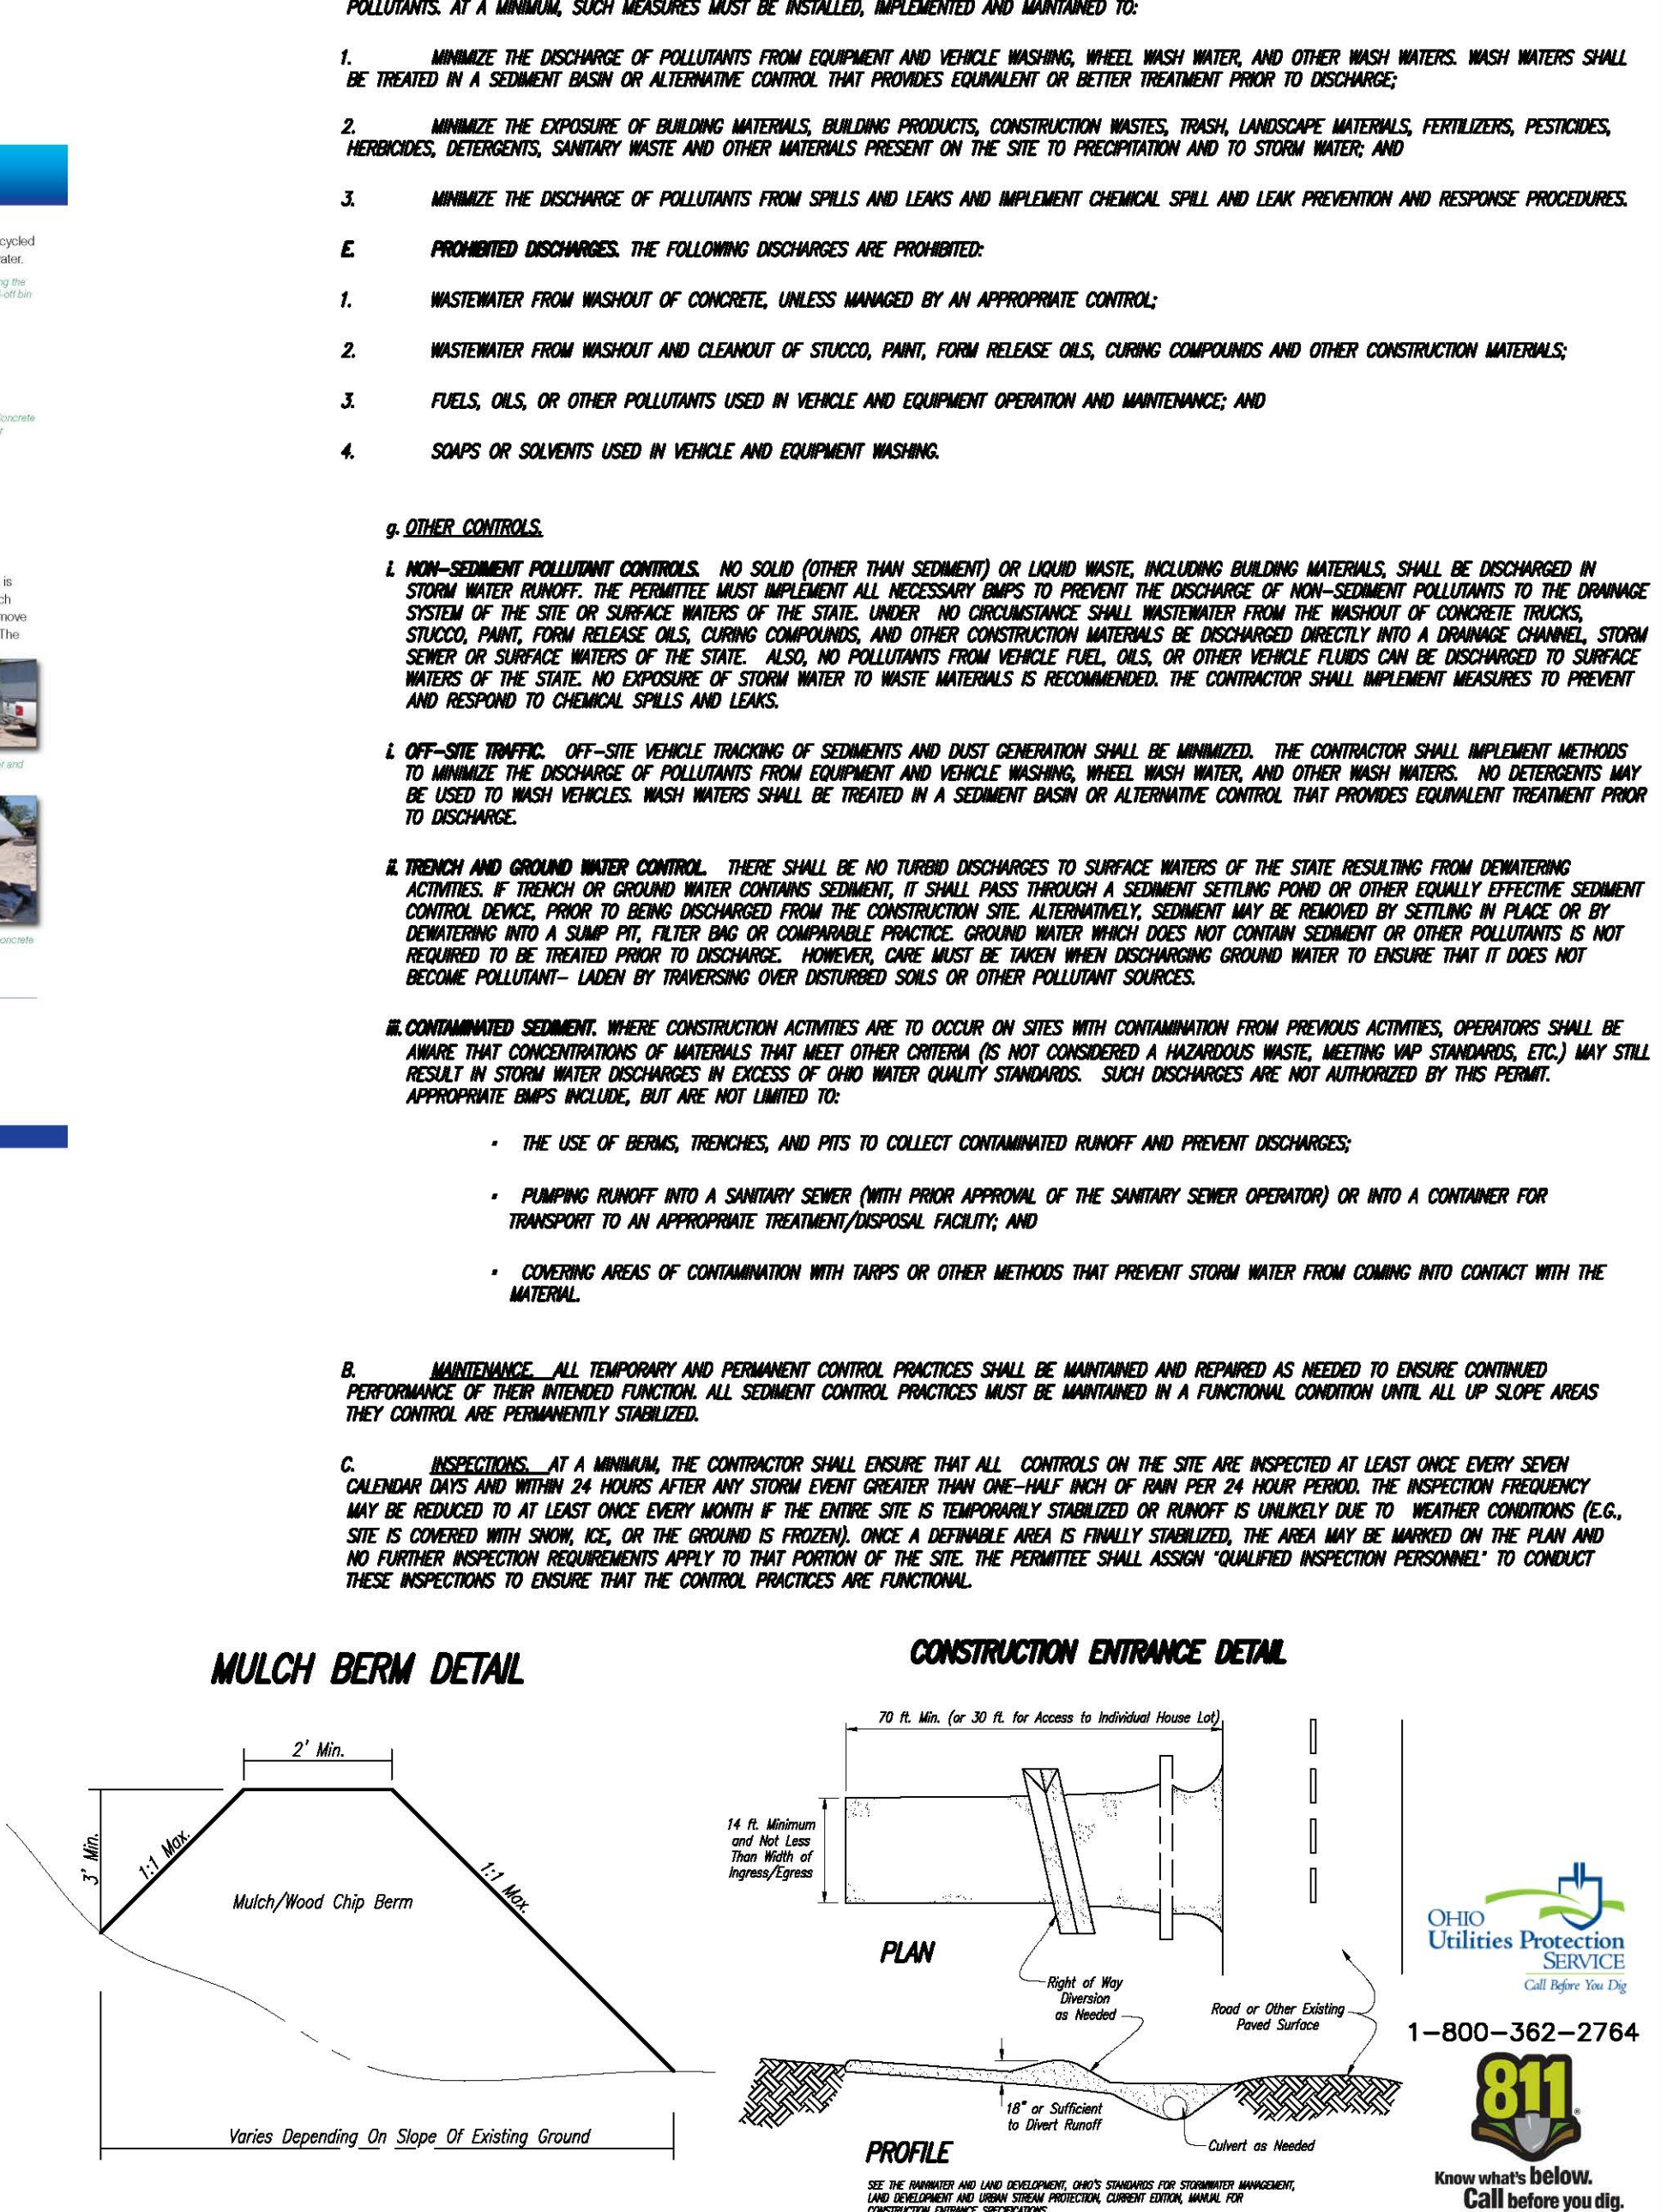 POLLUTANTS. AT A MINIMUM, SUCH MEASURES MUST BE INSTALLED, IMPLEMENTED AND MAINTAINED TO:
1. MINIMIZE THE DISCHARGE OF POLLUTANTS FROM EQUIPMENT AND VEHICLE WASHING, WHEEL WASH WATER, AND OTHER WASH WATERS. WASH WATERS SHALL
BE TREATED IN A SEDIMENT BASIN OR ALTERNATIVE CONTROL THAT PROVIDES EQUIVALENT OR BETTER TREATMENT PRIOR TO DISCHARGE;
2. MINIMIZE THE EXPOSURE OF BUILDING MATERIALS, BUILDING PRODUCTS, CONSTRUCTION WASTES, TRASH, LANDSCAPE MATERIALS, FERTILIZERS, PESTICIDES,
HERBICIDES, DETERGENTS, SANITARY WASTE AND OTHER MATERIALS PRESENT ON THE SITE TO PRECIPITATION AND TO STORM WATER; AND
3. MINIMIZE THE DISCHARGE OF POLLUTANTS FROM SPILLS AND LEAKS AND IMPLEMENT CHEMICAL SPILL AND LEAK PREVENTION AND RESPONSE PROCEDURES.
E. PROHIBITED DISCHARGES. THE FOLLOWING DISCHARGES ARE PROHIBITED:
1. WASTEWATER FROM WASHOUT OF CONCRETE, UNLESS MANAGED BY AN APPROPRIATE CONTROL;
2. WASTEWATER FROM WASHOUT AND CLEANOUT OF STUCCO, PAINT, FORM RELEASE OILS, CURING COMPOUNDS AND OTHER CONSTRUCTION MATERIALS;
3. FUELS, OILS, OR OTHER POLLUTANTS USED IN VEHICLE AND EQUIPMENT OPERATION AND MAINTENANCE; AND
4. SOAPS OR SOLVENTS USED IN VEHICLE AND EQUIPMENT WASHING.
g. OTHER CONTROLS.
i. NON-SEDIMENT POLLUTANT CONTROLS. NO SOLID (OTHER THAN SEDIMENT) OR LIQUID WASTE, INCLUDING BUILDING MATERIALS, SHALL BE DISCHARGED IN
STORM WATER RUNOFF. THE PERMITTEE MUST IMPLEMENT ALL NECESSARY BMPS TO PREVENT THE DISCHARGE OF NON-SEDIMENT POLLUTANTS TO THE DRAINAGE
SYSTEM OF THE SITE OR SURFACE WATERS OF THE STATE. UNDER NO CIRCUMSTANCE SHALL WASTEWATER FROM THE WASHOUT OF CONCRETE TRUCKS,
STUCCO, PAINT, FORM RELEASE OILS, CURING COMPOUNDS, AND OTHER CONSTRUCTION MATERIALS BE DISCHARGED DIRECTLY INTO A DRAINAGE CHANNEL, STORM
SEWER OR SURFACE WATERS OF THE STATE. ALSO, NO POLLUTANTS FROM VEHICLE FUEL, OILS, OR OTHER VEHICLE FLUIDS CAN BE DISCHARGED TO SURFACE
WATERS OF THE STATE. NO EXPOSURE OF STORM WATER TO WASTE MATERIALS IS RECOMMENDED. THE CONTRACTOR SHALL IMPLEMENT MEASURES TO PREVENT
AND RESPOND TO CHEMICAL SPILLS AND LEAKS.
i. OFF-SITE TRAFFIC. OFF-SITE VEHICLE TRACKING OF SEDIMENTS AND DUST GENERATION SHALL BE MINIMIZED. THE CONTRACTOR SHALL IMPLEMENT METHODS
TO MINIMIZE THE DISCHARGE OF POLLUTANTS FROM EQUIPMENT AND VEHICLE WASHING, WHEEL WASH WATER, AND OTHER WASH WATERS. NO DETERGENTS MAY
BE USED TO WASH VEHICLES. WASH WATERS SHALL BE TREATED IN A SEDIMENT BASIN OR ALTERNATIVE CONTROL THAT PROVIDES EQUIVALENT TREATMENT PRIOR
TO DISCHARGE.
ii. TRENCH AND GROUND WATER CONTROL. THERE SHALL BE NO TURBID DISCHARGES TO SURFACE WATERS OF THE STATE RESULTING FROM DEWATERING
ACTIVITIES. IF TRENCH OR GROUND WATER CONTAINS SEDIMENT, IT SHALL PASS THROUGH A SEDIMENT SETTLING POND OR OTHER EQUALLY EFFECTIVE SEDIMENT
CONTROL DEVICE, PRIOR TO BEING DISCHARGED FROM THE CONSTRUCTION SITE. ALTERNATIVELY, SEDIMENT MAY BE REMOVED BY SETTLING IN PLACE OR BY
DEWATERING INTO A SUMP PIT, FILTER BAG OR COMPARABLE PRACTICE. GROUND WATER WHICH DOES NOT CONTAIN SEDIMENT OR OTHER POLLUTANTS IS NOT
REQUIRED TO BE TREATED PRIOR TO DISCHARGE. HOWEVER, CARE MUST BE TAKEN WHEN DISCHARGING GROUND WATER TO ENSURE THAT IT DOES NOT
BECOME POLLUTANT- LADEN BY TRAVERSING OVER DISTURBED SOILS OR OTHER POLLUTANT SOURCES.
iii. CONTAMINATED SEDIMENT. WHERE CONSTRUCTION ACTIVITIES ARE TO OCCUR ON SITES WITH CONTAMINATION FROM PREVIOUS ACTIVITIES, OPERATORS SHALL BE
AWARE THAT CONCENTRATIONS OF MATERIALS THAT MEET OTHER CRITERIA (IS NOT CONSIDERED A HAZARDOUS WASTE, MEETING VAP STANDARDS, ETC.) MAY STILL
RESULT IN STORM WATER DISCHARGES IN EXCESS OF OHIO WATER QUALITY STANDARDS. SUCH DISCHARGES ARE NOT AUTHORIZED BY THIS PERMIT.
APPROPRIATE BMPS INCLUDE, BUT ARE NOT LIMITED TO:
• THE USE OF BERMS, TRENCHES, AND PITS TO COLLECT CONTAMINATED RUNOFF AND PREVENT DISCHARGES;
• PUMPING RUNOFF INTO A SANITARY SEWER (WITH PRIOR APPROVAL OF THE SANITARY SEWER OPERATOR) OR INTO A CONTAINER FOR
TRANSPORT TO AN APPROPRIATE TREATMENT/DISPOSAL FACILITY; AND
• COVERING AREAS OF CONTAMINATION WITH TARPS OR OTHER METHODS THAT PREVENT STORM WATER FROM COMING INTO CONTACT WITH THE
MATERIAL.
B. MAINTENANCE. ALL TEMPORARY AND PERMANENT CONTROL PRACTICES SHALL BE MAINTAINED AND REPAIRED AS NEEDED TO ENSURE CONTINUED
PERFORMANCE OF THEIR INTENDED FUNCTION. ALL SEDIMENT CONTROL PRACTICES MUST BE MAINTAINED IN A FUNCTIONAL CONDITION UNTIL ALL UP SLOPE AREAS
THEY CONTROL ARE PERMANENTLY STABILIZED.
C. INSPECTIONS. AT A MINIMUM, THE CONTRACTOR SHALL ENSURE THAT ALL CONTROLS ON THE SITE ARE INSPECTED AT LEAST ONCE EVERY SEVEN
CALENDAR DAYS AND WITHIN 24 HOURS AFTER ANY STORM EVENT GREATER THAN ONE-HALF INCH OF RAIN PER 24 HOUR PERIOD. THE INSPECTION FREQUENCY
MAY BE REDUCED TO AT LEAST ONCE EVERY MONTH IF THE ENTIRE SITE IS TEMPORARILY STABILIZED OR RUNOFF IS UNLIKELY DUE TO WEATHER CONDITIONS (E.G.,
SITE IS COVERED WITH SNOW, ICE, OR THE GROUND IS FROZEN). ONCE A DEFINABLE AREA IS FINALLY STABILIZED, THE AREA MAY BE MARKED ON THE PLAN AND
NO FURTHER INSPECTION REQUIREMENTS APPLY TO THAT PORTION OF THE SITE. THE PERMITTEE SHALL ASSIGN "QUALIFIED INSPECTION PERSONNEL" TO CONDUCT
THESE INSPECTIONS TO ENSURE THAT THE CONTROL PRACTICES ARE FUNCTIONAL.
cycled
ater.
ng the
-off bin
oncrete
r
is
ch
move
The
r and
oncrete
MULCH BERM DETAIL
2' Min.
3' Min.
1:1 Max.
1:1 Max.
Mulch/Wood Chip Berm
Varies Depending On Slope Of Existing Ground
CONSTRUCTION ENTRANCE DETAIL
70 ft. Min. (or 30 ft. for Access to Individual House Lot)
14 ft. Minimum
and Not Less
Than Width of
Ingress/Egress
PLAN
Right of Way
Diversion
as Needed
Road or Other Existing
Paved Surface
18" or Sufficient
to Divert Runoff
Culvert as Needed
PROFILE
SEE THE RAINWATER AND LAND DEVELOPMENT, OHIO'S STANDARDS FOR STORMWATER MANAGEMENT,
LAND DEVELOPMENT AND URBAN STREAM PROTECTION, CURRENT EDITION, MANUAL FOR
CONSTRUCTION ENTRANCE SPECIFICATIONS
OHIO
Utilities Protection
SERVICE
Call Before You Dig
1-800-362-2764
811
®
Know what's below.
Call before you dig.